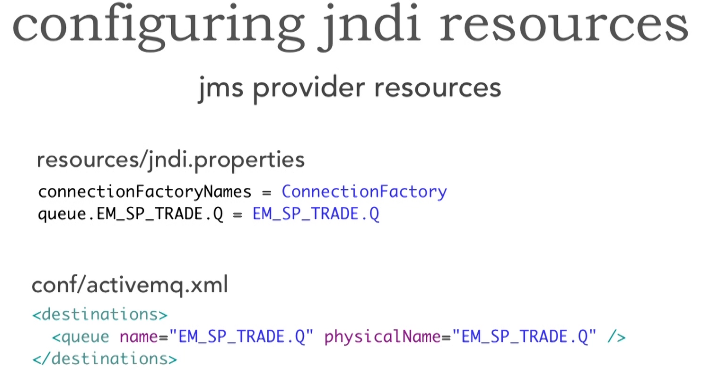 configuring jndi resources
jms provider resources
resources/jndi.properties
connectionFactoryNames = ConnectionFactory
queue.EM_SP_TRADE.Q = EM_SP_TRADE.Q
conf/activemq.xml
<destinations>
<queue name="EM_SP_TRADE.Q" physicalName="EM_SP_TRADE.Q" />
</destinations>